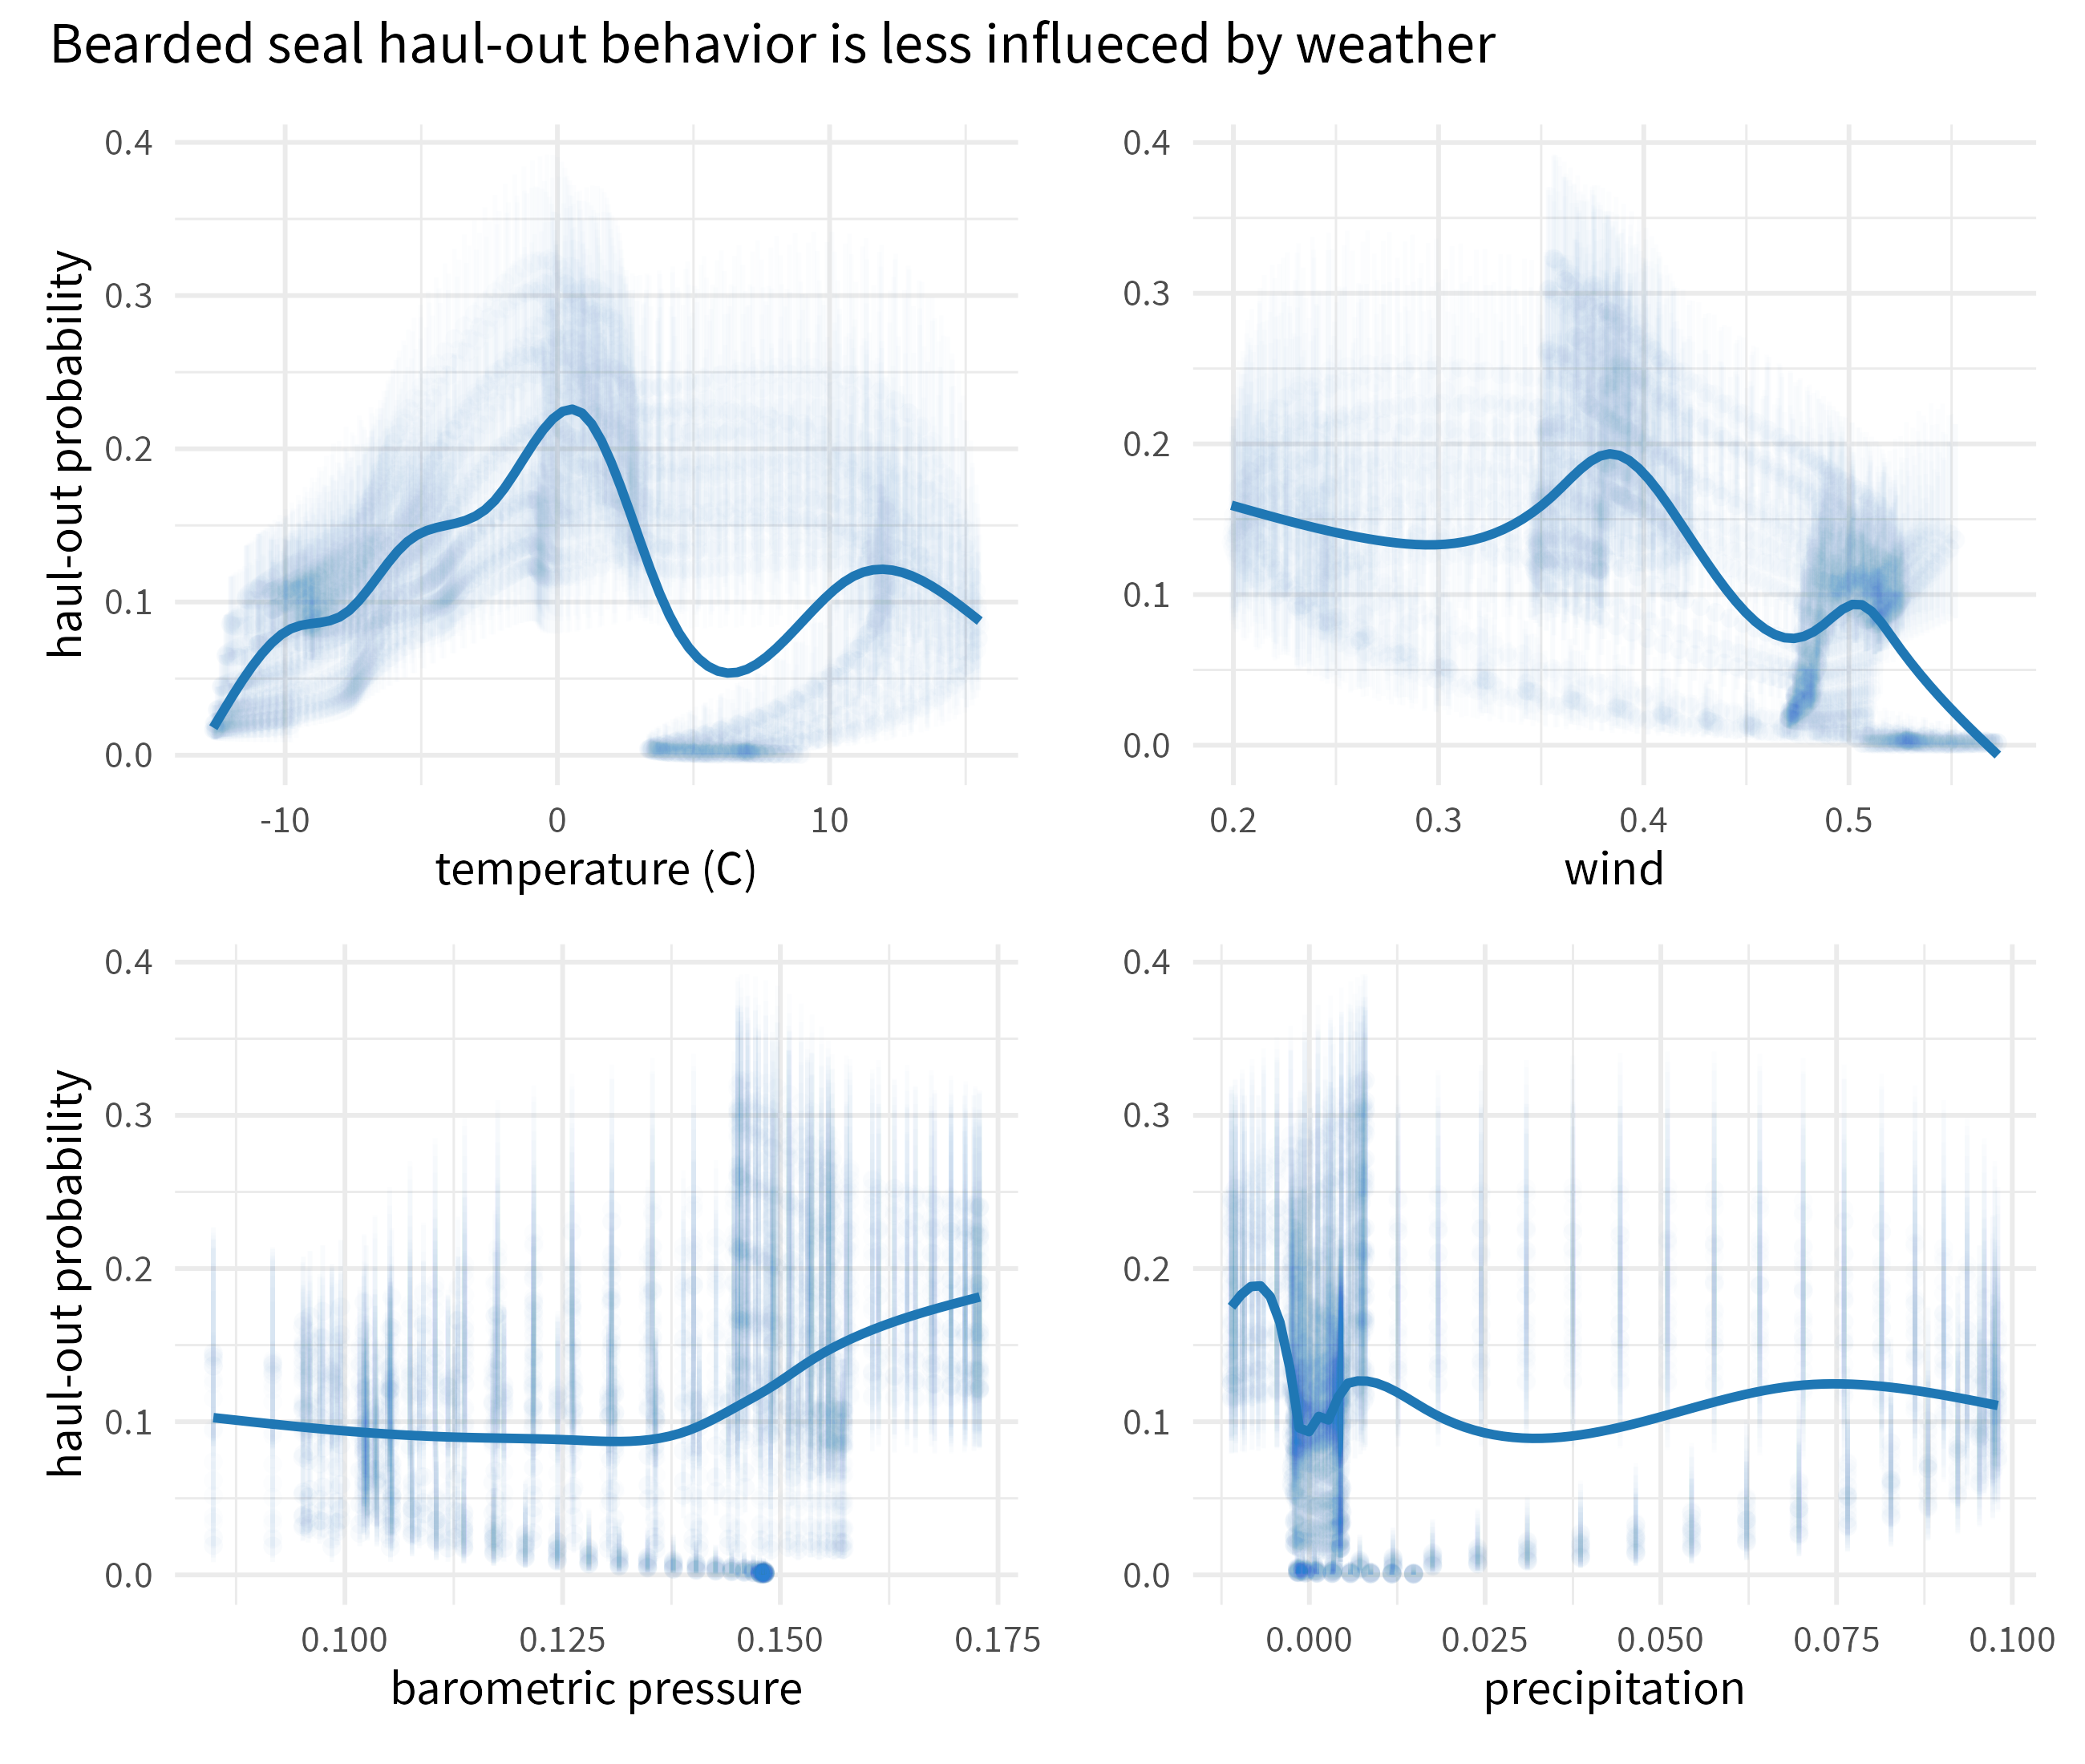 Bearded seal haul-out behavior is less influeced by weather
haul-out probability
0.4
0.3
0.2
0.1
0.0
-10 0 10
temperature (C)
0.4
0.3
0.2
0.1
0.0
0.2 0.3 0.4 0.5
wind
haul-out probability
0.4
0.3
0.2
0.1
0.0
0.100 0.125 0.150 0.175
barometric pressure
0.4
0.3
0.2
0.1
0.0
0.000 0.025 0.050 0.075 0.100
precipitation